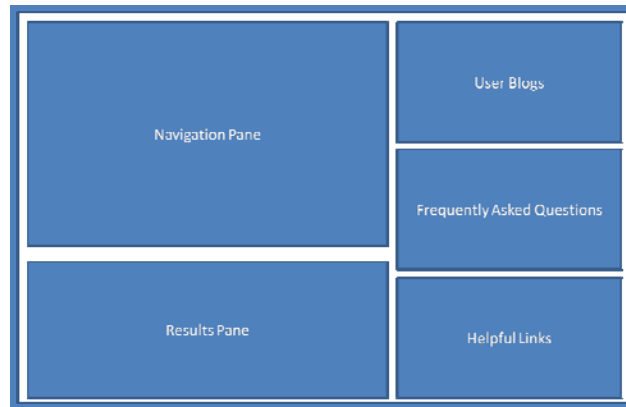 Navigation Pane
Results Pane
User Blogs
Frequently Asked Questions
Helpful Links